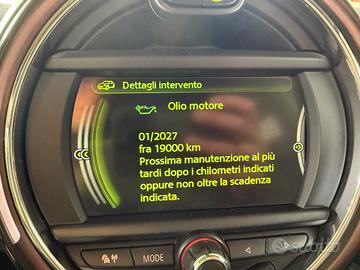 Dettagli intervento
Olio motore
01/2027
fra 19000 km
Prossima manutenzione al più
tardi dopo i chilometri indicati
oppure non oltre la scadenza
indicata.
MODE
subito